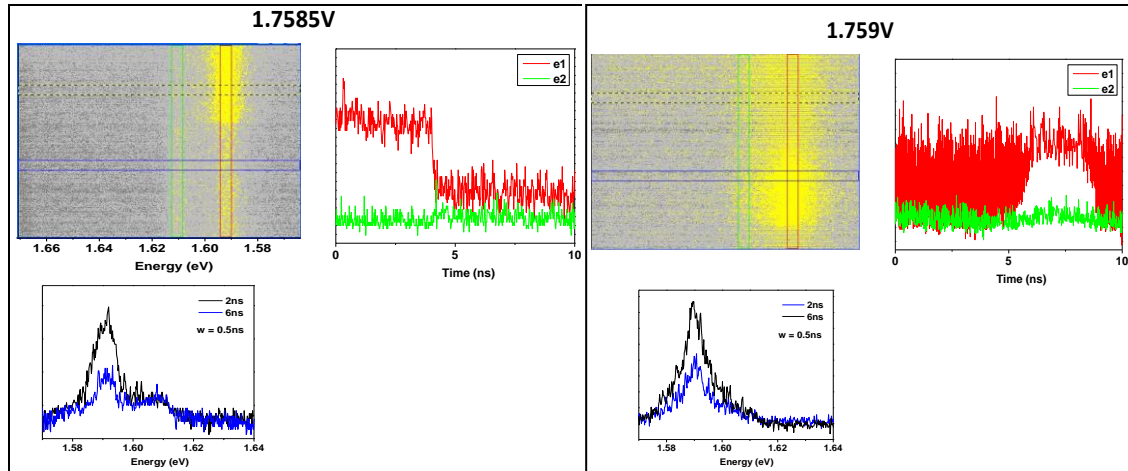 1.7585V
1.66 1.64 1.62 1.60 1.58
Energy (eV)
e1
e2
0 5 10
Time (ns)
2ns
6ns
w = 0.5ns
1.58 1.60 1.62 1.64
Energy (eV)
1.759V
e1
e2
0 5 10
Time (ns)
2ns
6ns
w = 0.5ns
1.58 1.60 1.62 1.64
Energy (eV)